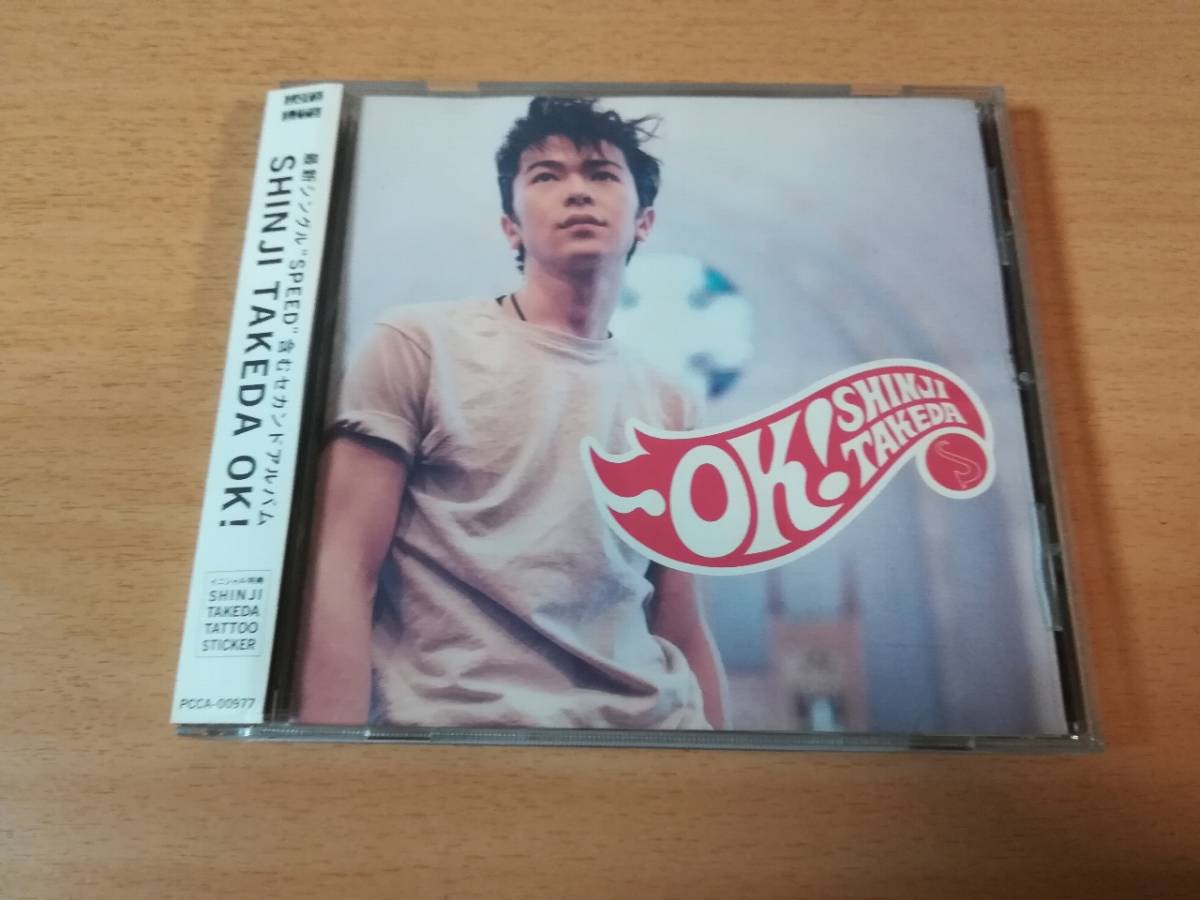 最新シングル"SPEED"含むセカンドアルバム
SHINJI TAKEDA OK!
イニシャル特典
SHINJI
TAKEDA
TATTOO
STICKER
PCCA-00977
OK!
SHINJI
TAKEDA
S